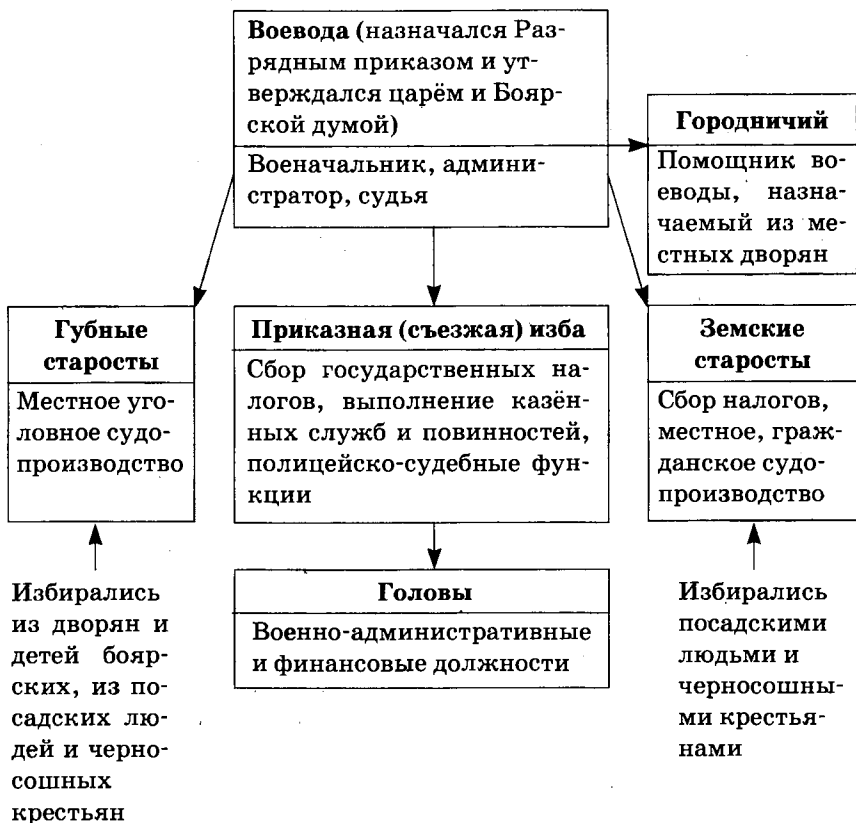 Воевода (назначался Раз-
рядным приказом и ут-
верждался царём и Бояр-
ской думой)
Военачальник, админи-
стратор, судья
Городничий
Помощник во-
еводы, назна-
чаемый из ме-
стных дворян
Губные
старосты
Местное уго-
ловное судо-
производство
Приказная (съезжая) изба
Сбор государственных на-
логов, выполнение казён-
ных служб и повинностей,
полицейско-судебные фун-
кции
Земские
старосты
Сбор налогов,
местное, граж-
данское судо-
производство
Избирались
из дворян и
детей бояр-
ских, из по-
садских лю-
дей и черно-
сошных
крестьян
Головы
Военно-административные
и финансовые должности
Избирались
посадскими
людьми и
черносошны-
ми крестья-
нами